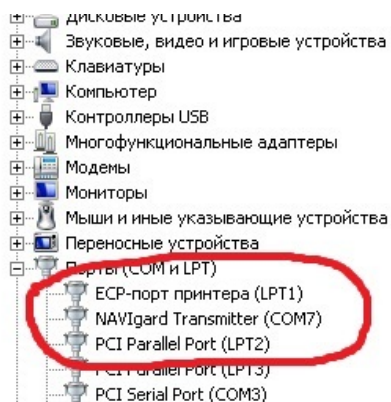 Дисковые устройства
Звуковые, видео и игровые устройства
Клавиатуры
Компьютер
Контроллеры USB
Многофункциональные адаптеры
Модемы
Мониторы
Мыши и иные указывающие устройства
Переносные устройства
Порты (COM и LPT)
ECP-порт принтера (LPT1)
NAVIgard Transmitter (COM7)
PCI Parallel Port (LPT2)
PCI Parallel Port (LPT3)
PCI Serial Port (COM3)